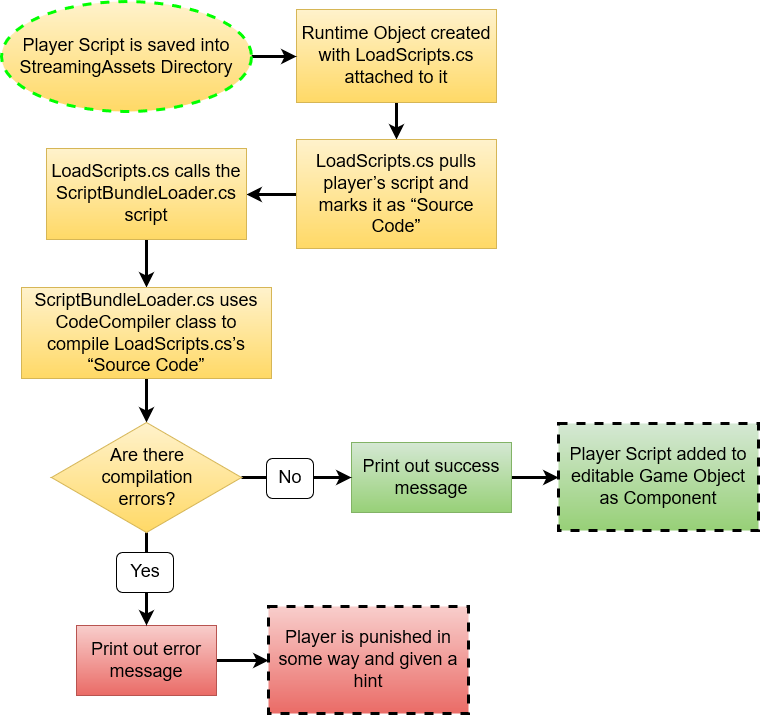 Player Script is saved into
StreamingAssets Directory
Runtime Object created
with LoadScripts.cs
attached to it
LoadScripts.cs pulls
player’s script and
marks it as “Source
Code”
LoadScripts.cs calls the
ScriptBundleLoader.cs
script
ScriptBundleLoader.cs uses
CodeCompiler class to
compile LoadScripts.cs’s
“Source Code”
Are there
compilation
errors?
No
Print out success
message
Player Script added to
editable Game Object
as Component
Yes
Print out error
message
Player is punished in
some way and given a
hint